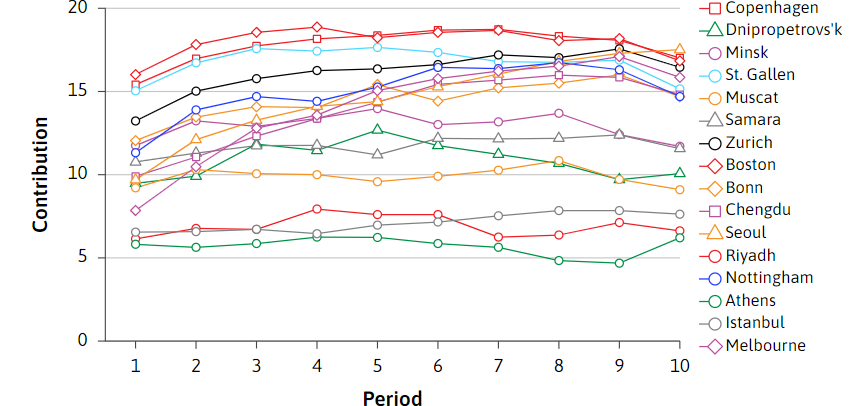 20
15
10
5
0
Contribution
1 2 3 4 5 6 7 8 9 10
Period
Copenhagen
Dnipropetrovs'k
Minsk
St. Gallen
Muscat
Samara
Zurich
Boston
Bonn
Chengdu
Seoul
Riyadh
Nottingham
Athens
Istanbul
Melbourne